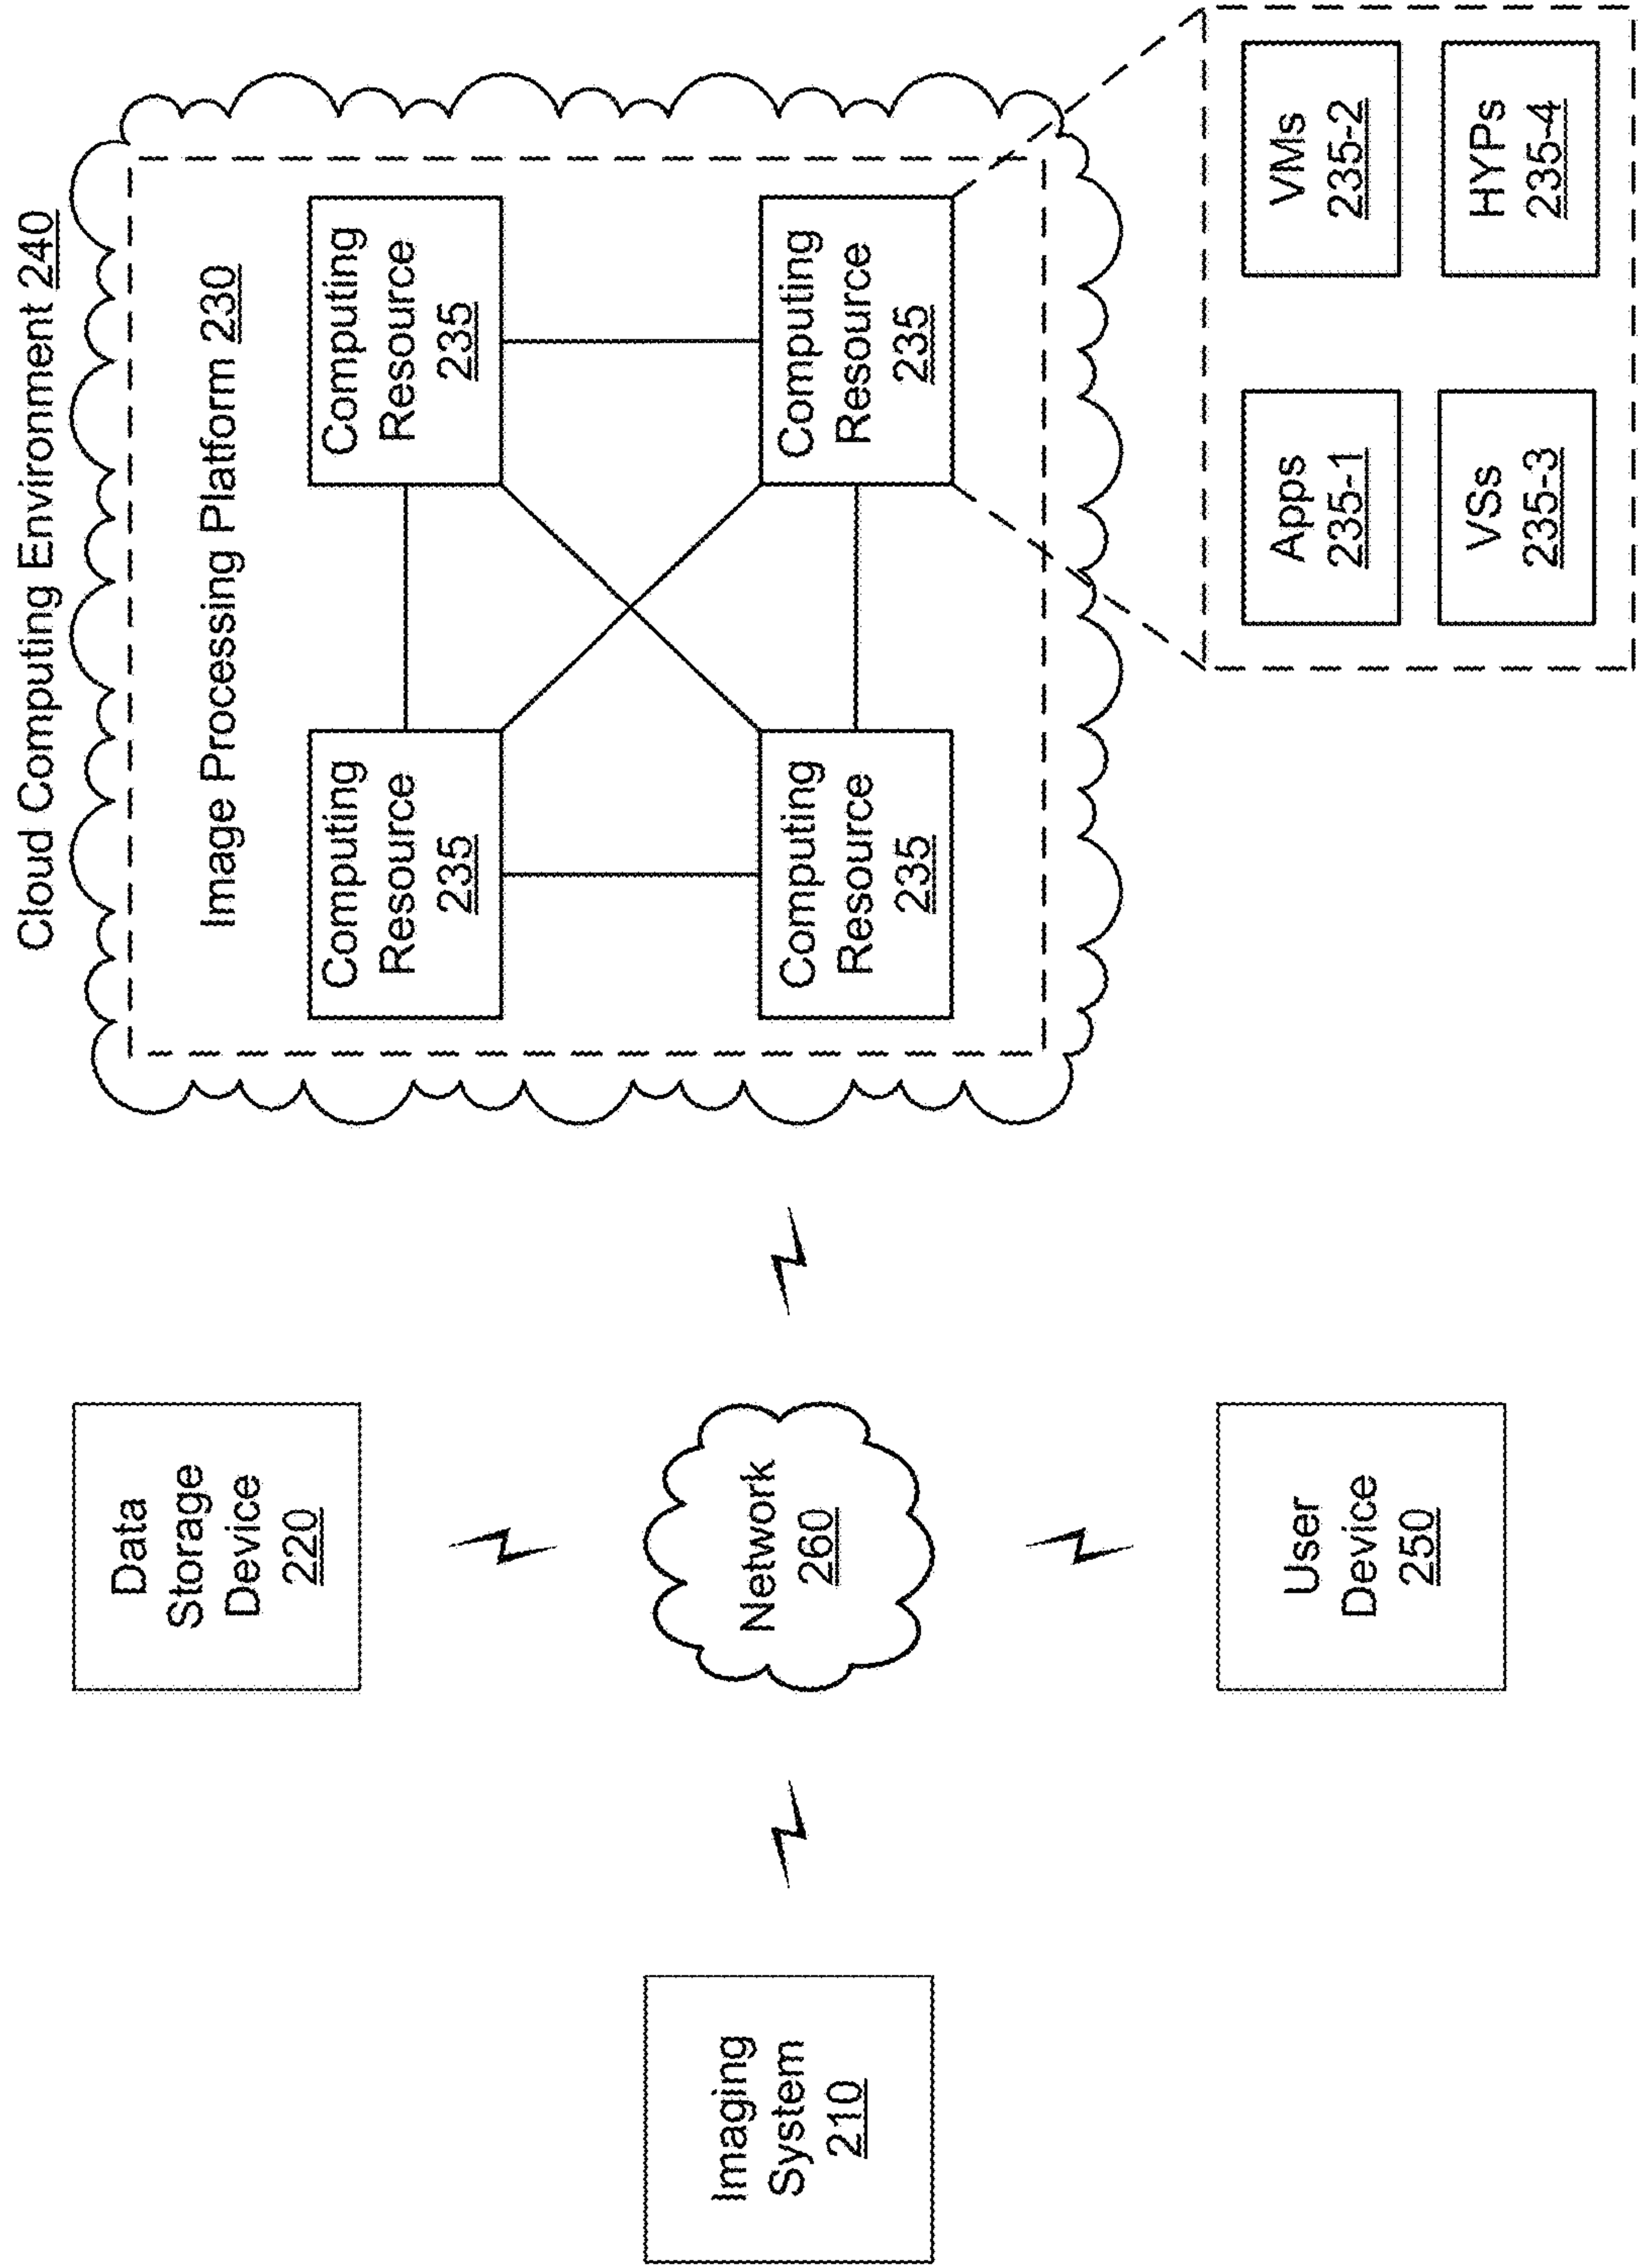 Cloud Computing Environment 240
Image Processing Platform 230
Computing
Resource
235
Computing
Resource
235
Computing
Resource
235
Computing
Resource
235
Data
Storage
Device
220
Imaging
System
210
Network
260
User
Device
250
Apps
235-1
VMs
235-2
VSs
235-3
HYPs
235-4